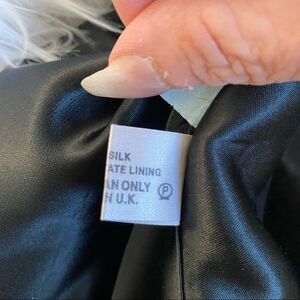 SILK
ATE LINING
AN ONLY Ⓟ
N U.K.